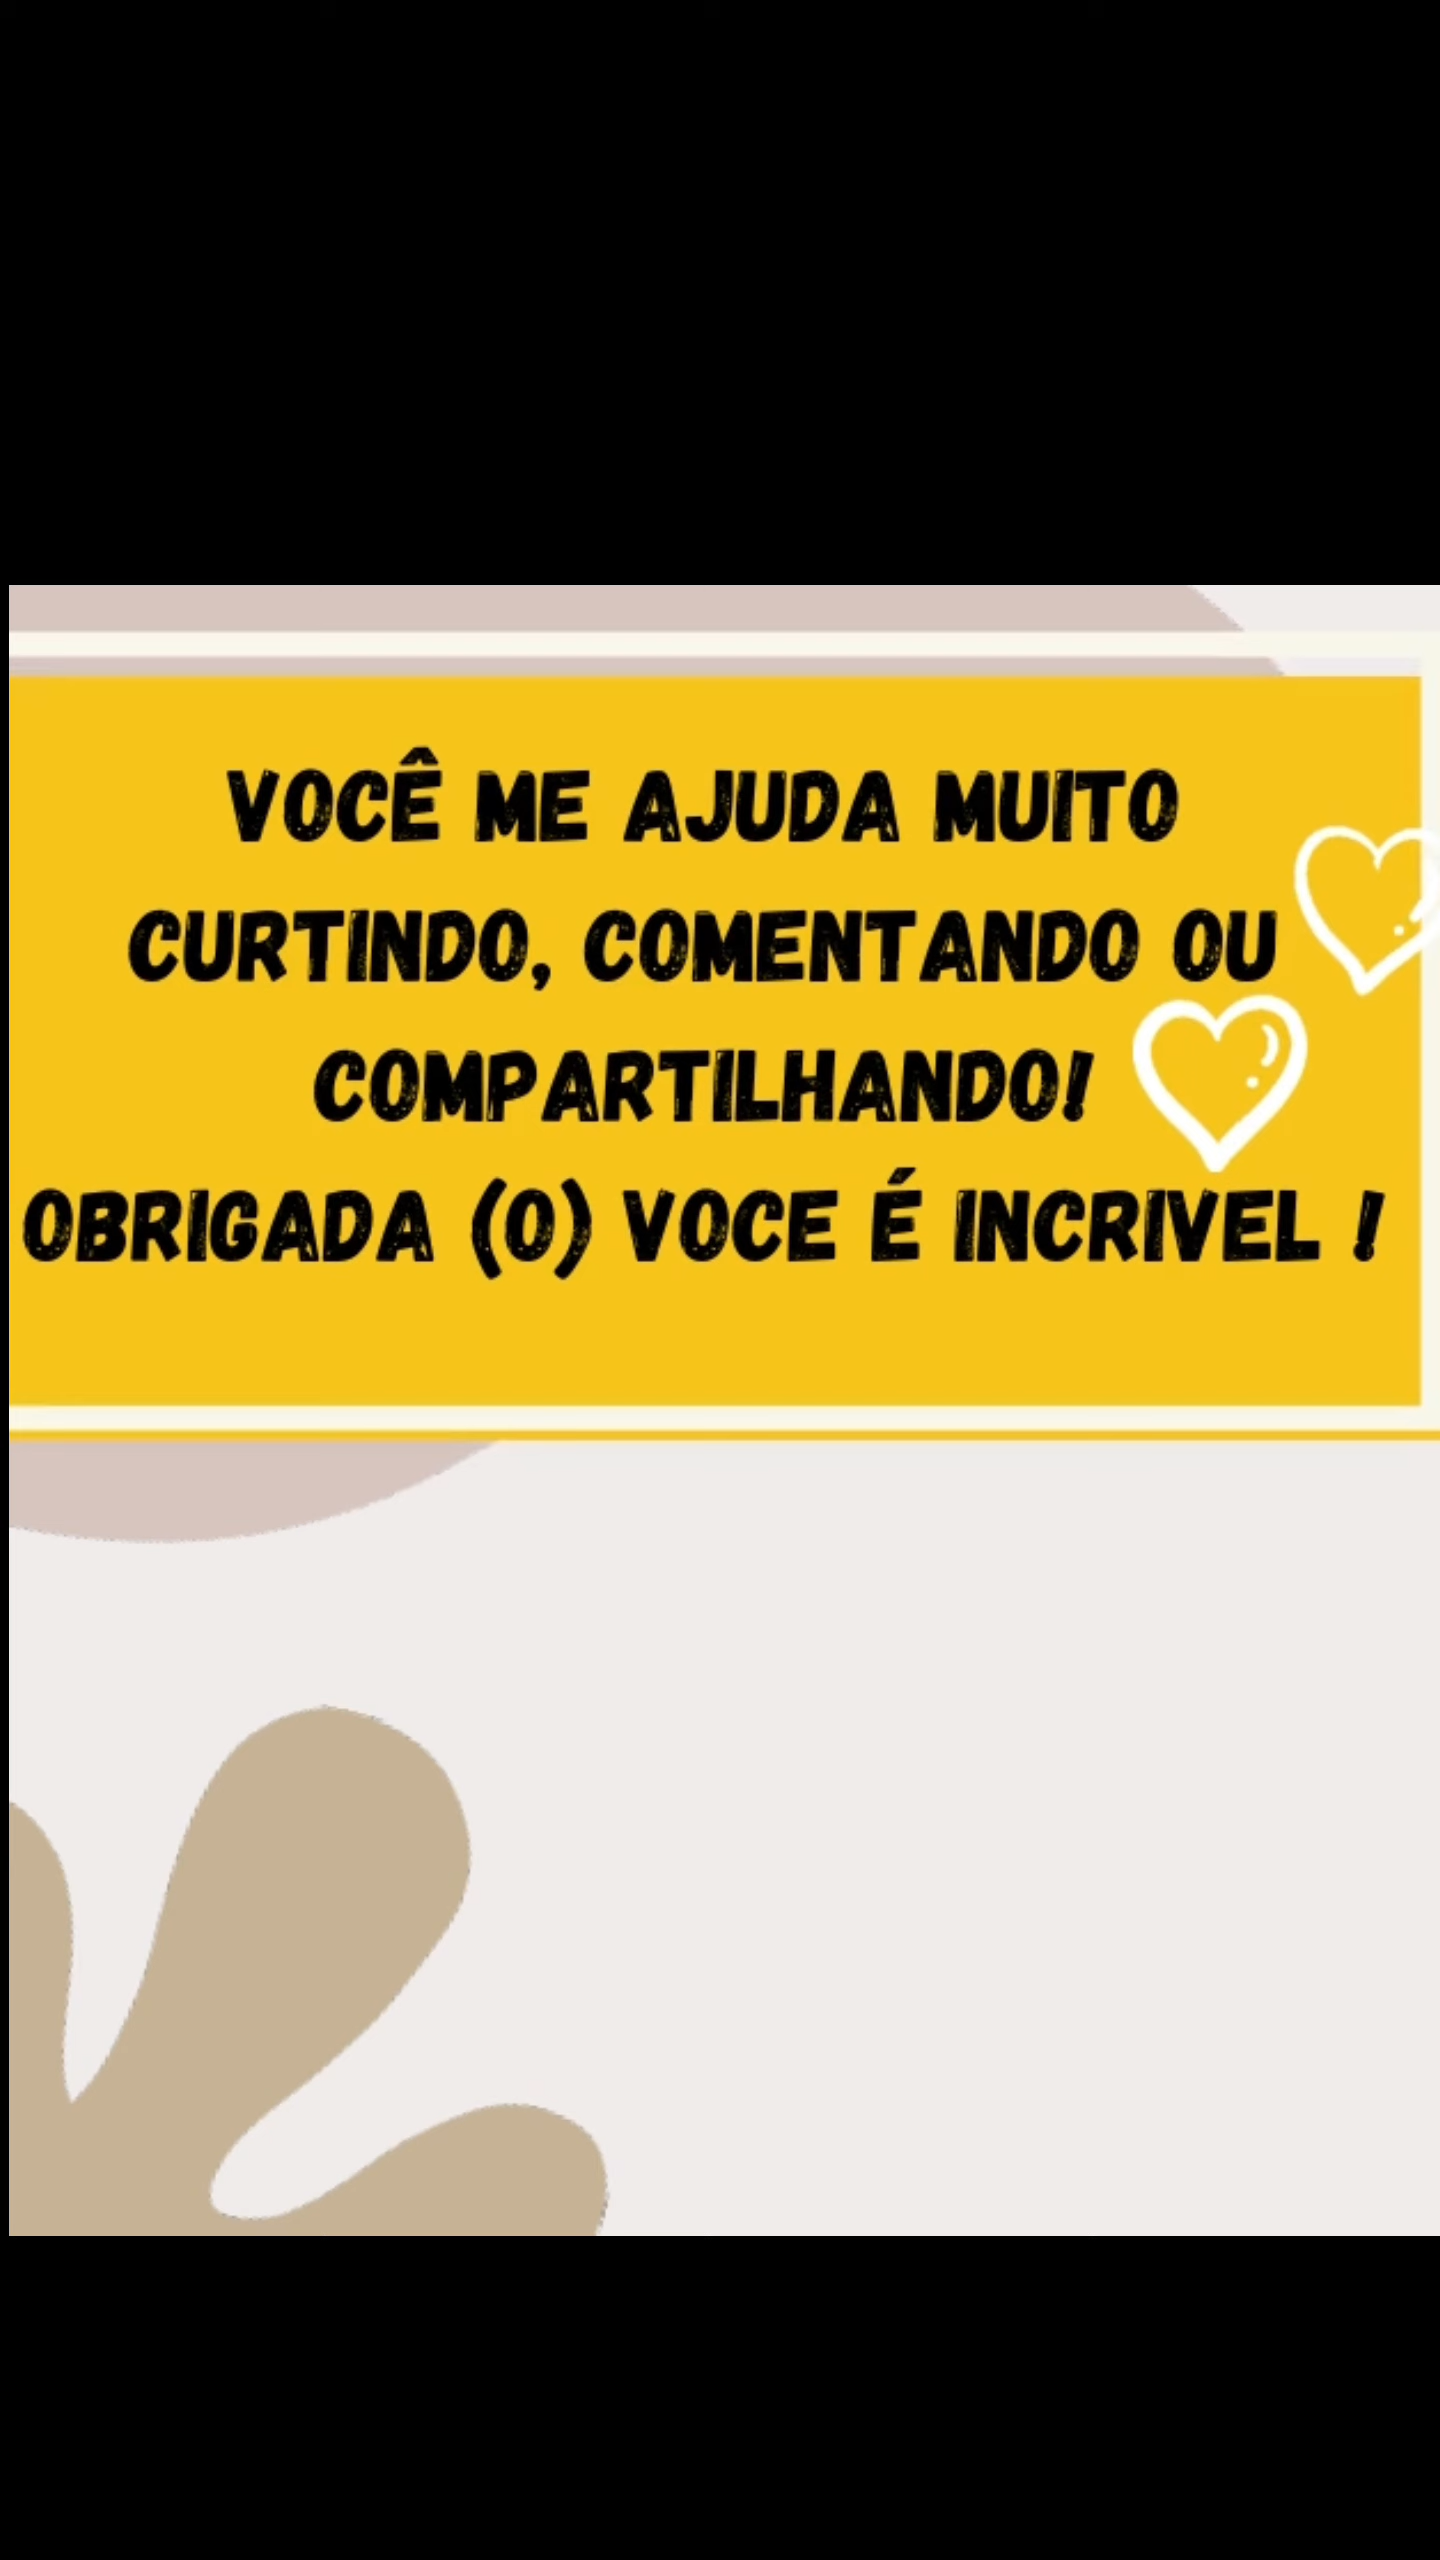 VOCÊ ME AJUDA MUITO
CURTINDO, COMENTANDO OU
COMPARTILHANDO!
OBRIGADA (O) VOCE É INCRIVEL !